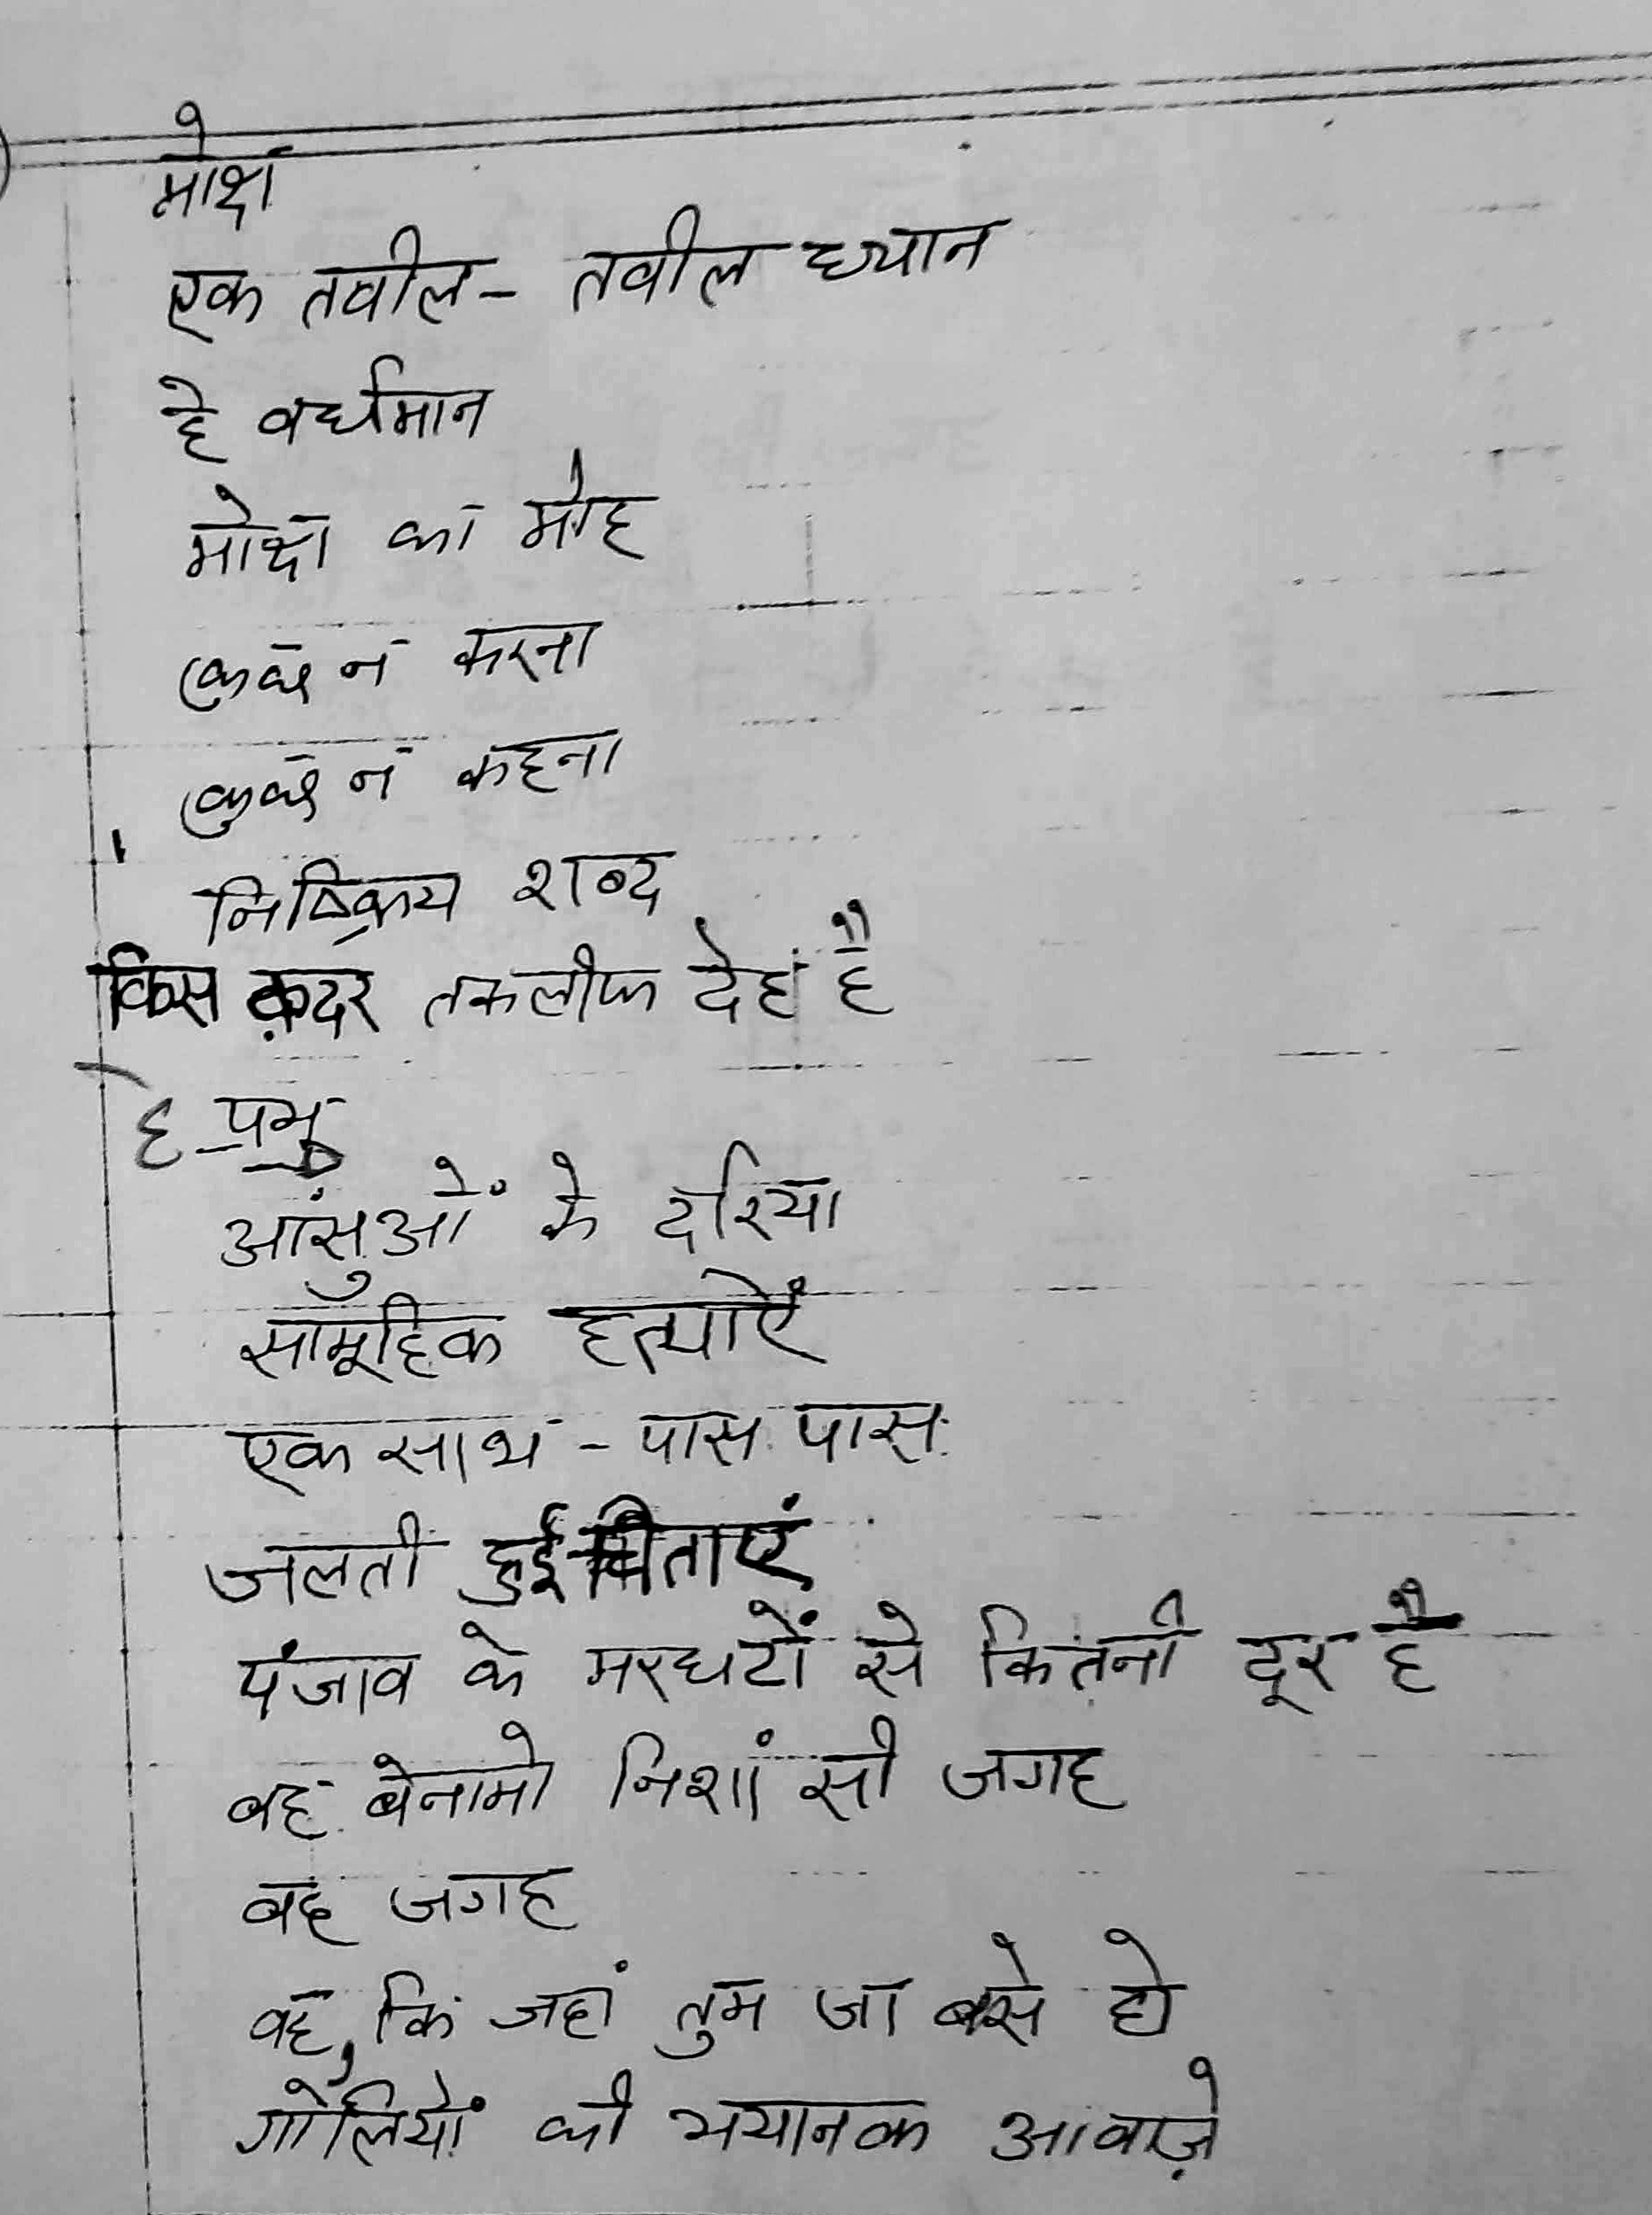 मोक्ष
एक तवील - तवील ध्यान
हे वर्धमान
मोक्ष का मोह
कुछ न करना
कुछ न कहना
निष्क्रिय शब्द
किस क़दर तकलीफ देह है
हे प्रभू
आंसुओं के दरिया
सामूहिक हत्याएँ
एक साथ - पास पास
जलती हुई चिताएं
पंजाब के मरघटों से कितनी दूर है
वह बेनामो निशां सी जगह
वह जगह
वह, कि जहां तुम जा बसे हो
गोलियों की भयानक आवाज़े